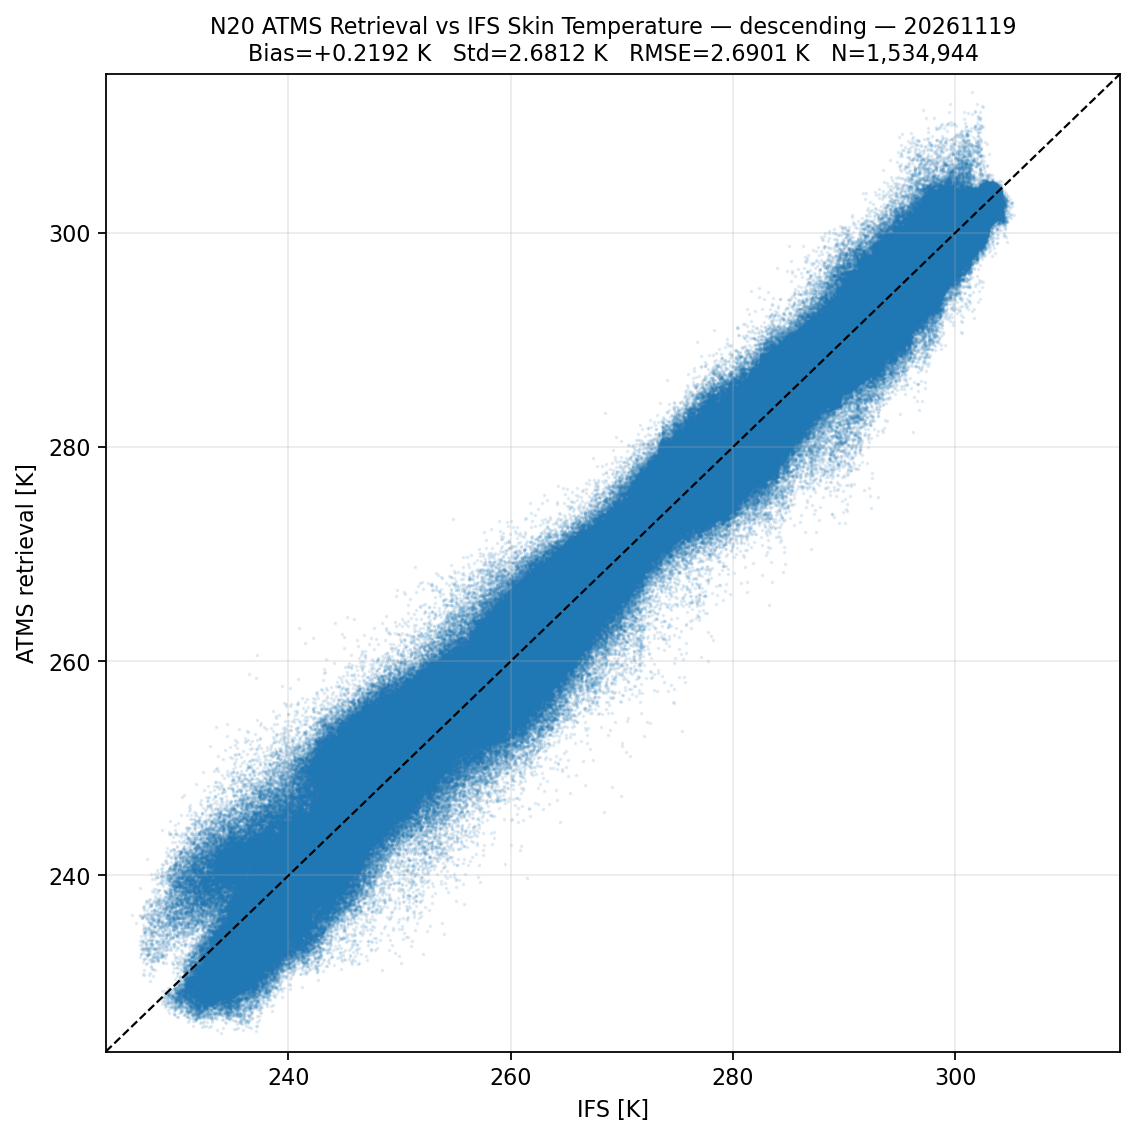 N20 ATMS Retrieval vs IFS Skin Temperature — descending — 20261119
Bias=+0.2192 K   Std=2.6812 K   RMSE=2.6901 K   N=1,534,944
ATMS retrieval [K]
300
280
260
240
240
260
280
300
IFS [K]